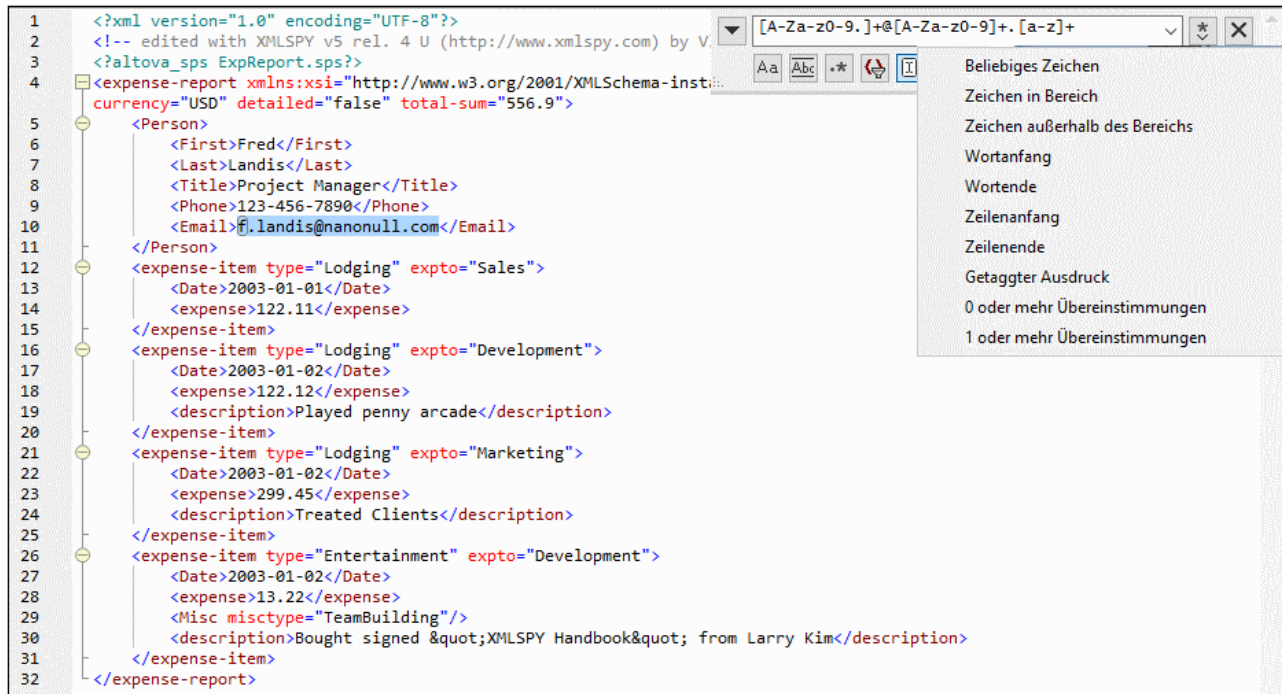 [A-Za-z0-9.]+@[A-Za-z0-9]+.[a-z]+
Aa Abc .*
Beliebiges Zeichen
Zeichen in Bereich
Zeichen außerhalb des Bereichs
Wortanfang
Wortende
Zeilenanfang
Zeilenende
Getaggter Ausdruck
0 oder mehr Übereinstimmungen
1 oder mehr Übereinstimmungen
1 <?xml version="1.0" encoding="UTF-8"?>
2 <!-- edited with XMLSPY v5 rel. 4 U (http://www.xmlspy.com) by
3 <?altova_sps ExpReport.sps?>
4 <expense-report xmlns:xsi="http://www.w3.org/2001/XMLSchema-inst
currency="USD" detailed="false" total-sum="556.9">
5 <Person>
6 <First>Fred</First>
7 <Last>Landis</Last>
8 <Title>Project Manager</Title>
9 <Phone>123-456-7890</Phone>
10 <Email>f.landis@nanonull.com</Email>
11 </Person>
12 <expense-item type="Lodging" expto="Sales">
13 <Date>2003-01-01</Date>
14 <expense>122.11</expense>
15 </expense-item>
16 <expense-item type="Lodging" expto="Development">
17 <Date>2003-01-02</Date>
18 <expense>122.12</expense>
19 <description>Played penny arcade</description>
20 </expense-item>
21 <expense-item type="Lodging" expto="Marketing">
22 <Date>2003-01-02</Date>
23 <expense>299.45</expense>
24 <description>Treated Clients</description>
25 </expense-item>
26 <expense-item type="Entertainment" expto="Development">
27 <Date>2003-01-02</Date>
28 <expense>13.22</expense>
29 <Misc misctype="TeamBuilding"/>
30 <description>Bought signed &quot;XMLSPY Handbook&quot; from Larry Kim</description>
31 </expense-item>
32 </expense-report>